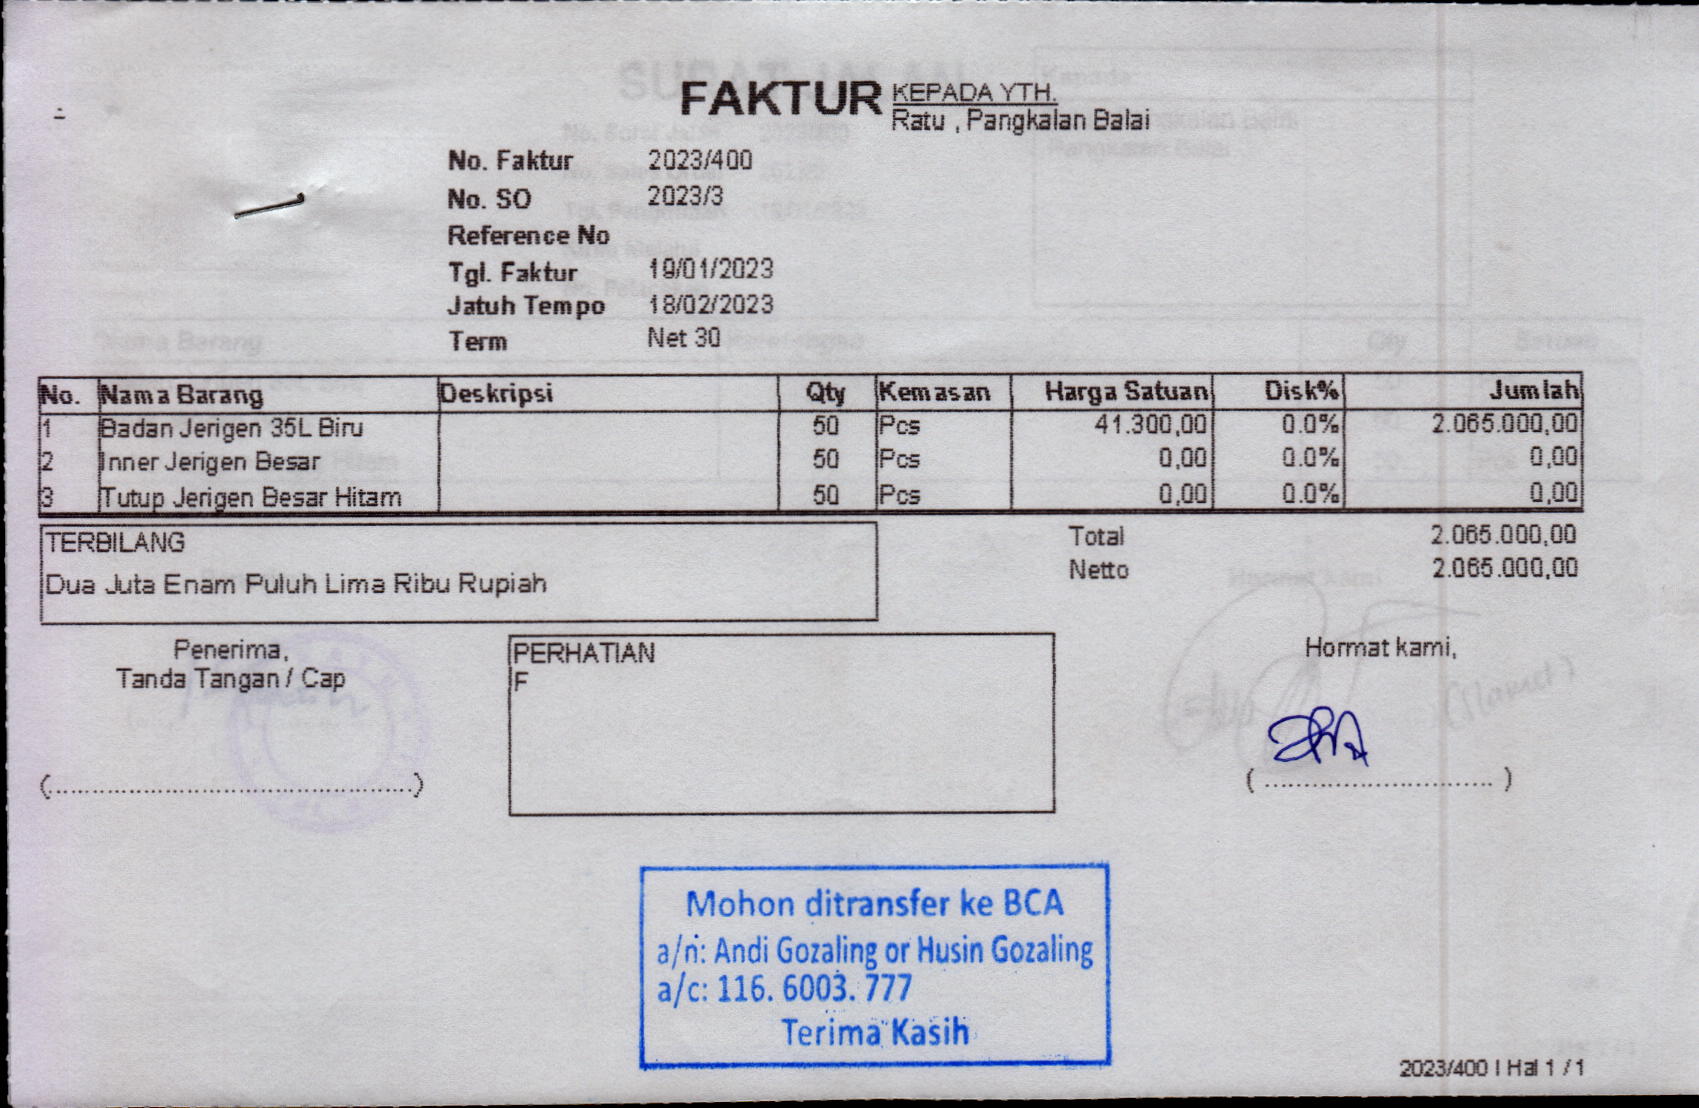 FAKTUR
KEPADA YTH.
Ratu , Pangkalan Balai
No. Faktur 2023/400
No. SO 2023/3
Reference No
Tgl. Faktur 19/01/2023
Jatuh Tempo 18/02/2023
Term Net 30
No. Nama Barang Deskripsi Qty Kemasan Harga Satuan Disk% Jumlah
1 Badan Jerigen 35L Biru 50 Pcs 41.300,00 0.0% 2.065.000,00
2 Inner Jerigen Besar 50 Pcs 0,00 0.0% 0,00
3 Tutup Jerigen Besar Hitam 50 Pcs 0,00 0.0% 0,00
TERBILANG
Dua Juta Enam Puluh Lima Ribu Rupiah
Total 2.065.000,00
Netto 2.065.000,00
Penerima,
Tanda Tangan / Cap
(..............................................)
PERHATIAN
F
Hormat kami,
( ............................. )
Mohon ditransfer ke BCA
a/n: Andi Gozaling or Husin Gozaling
a/c: 116. 6003. 777
Terima Kasih
2023/400 | Hal 1 / 1